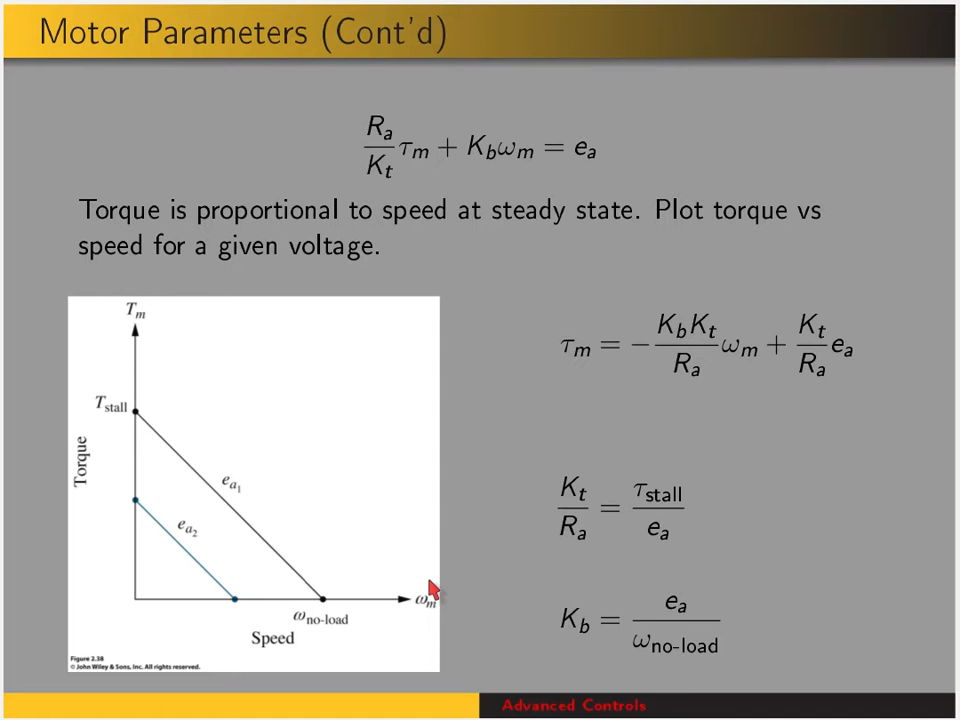 Motor Parameters (Cont'd)
R_a/K_t τ_m + K_b ω_m = e_a
Torque is proportional to speed at steady state. Plot torque vs
speed for a given voltage.
T_m
T_stall
Torque
e_a1
e_a2
ω_m
ω_no-load
Speed
Figure 2.38
© John Wiley & Sons, Inc. All rights reserved.
τ_m = − K_b K_t/R_a ω_m + K_t/R_a e_a
K_t/R_a = τ_stall/e_a
K_b = e_a/ω_no-load
Advanced Controls